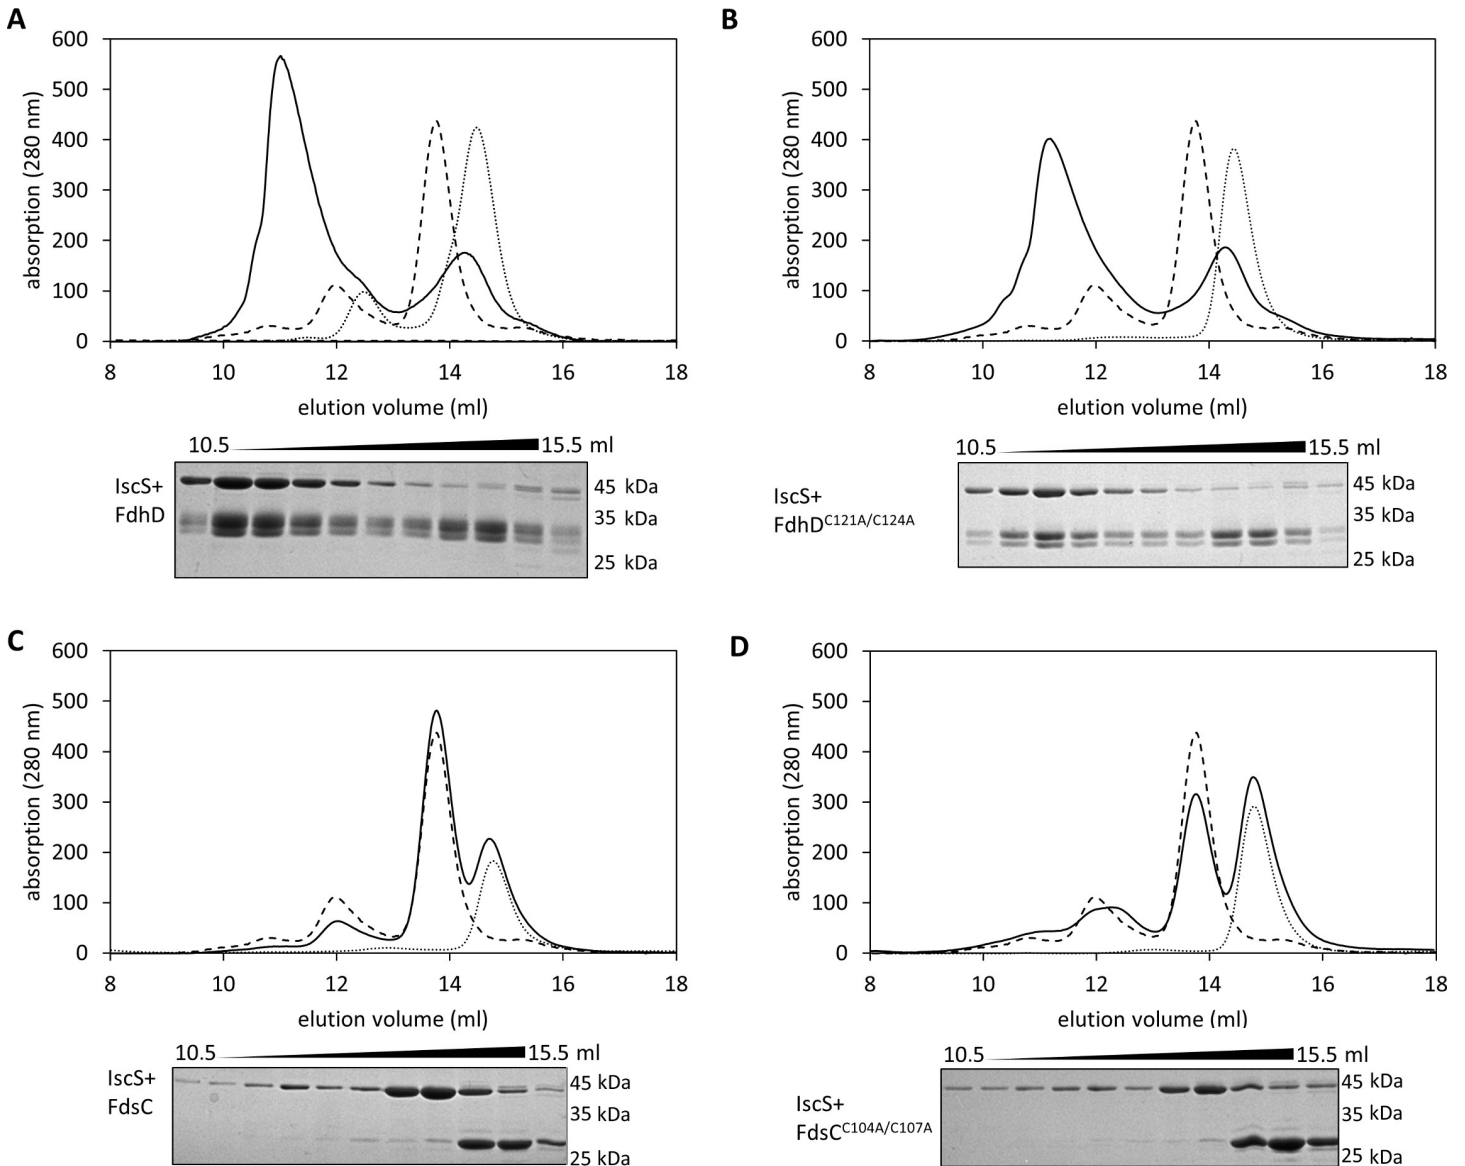 A
600
500
400
300
200
100
0
absorption (280 nm)
8 10 12 14 16 18
elution volume (ml)
10.5 15.5 ml
IscS+
FdhD
45 kDa
35 kDa
25 kDa
B
600
500
400
300
200
100
0
absorption (280 nm)
8 10 12 14 16 18
elution volume (ml)
10.5 15.5 ml
IscS+
FdhD^C121A/C124A
45 kDa
35 kDa
25 kDa
C
600
500
400
300
200
100
0
absorption (280 nm)
8 10 12 14 16 18
elution volume (ml)
10.5 15.5 ml
IscS+
FdsC
45 kDa
35 kDa
25 kDa
D
600
500
400
300
200
100
0
absorption (280 nm)
8 10 12 14 16 18
elution volume (ml)
10.5 15.5 ml
IscS+
FdsC^C104A/C107A
45 kDa
35 kDa
25 kDa